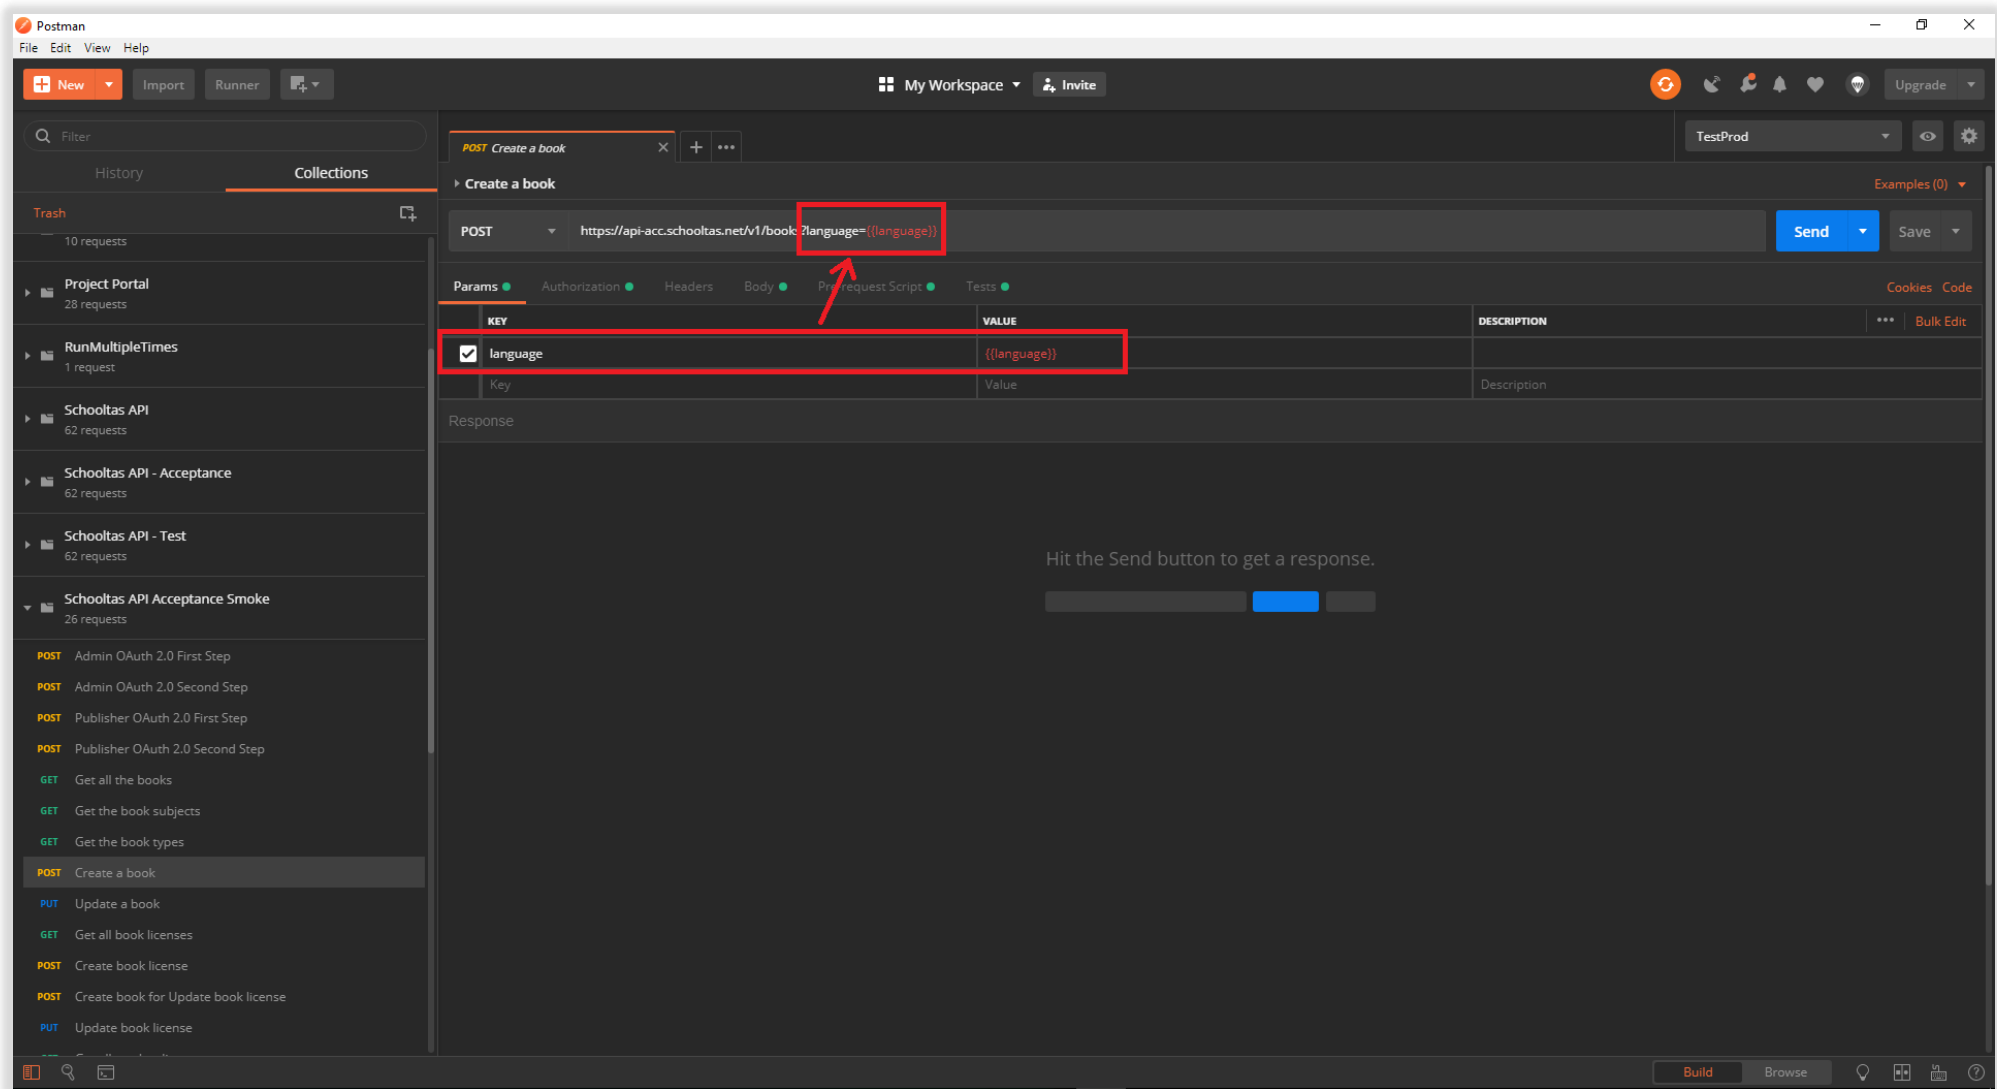 Postman
File Edit View Help
New Import Runner My Workspace Invite Upgrade
Filter
History Collections
Trash
10 requests
Project Portal
28 requests
RunMultipleTimes
1 request
Schooltas API
62 requests
Schooltas API - Acceptance
62 requests
Schooltas API - Test
62 requests
Schooltas API Acceptance Smoke
26 requests
POST Admin OAuth 2.0 First Step
POST Admin OAuth 2.0 Second Step
POST Publisher OAuth 2.0 First Step
POST Publisher OAuth 2.0 Second Step
GET Get all the books
GET Get the book subjects
GET Get the book types
POST Create a book
PUT Update a book
GET Get all book licenses
POST Create book license
POST Create book for Update book license
PUT Update book license
POST Create a book
TestProd
Create a book
Examples (0)
POST https://api-acc.schooltas.net/v1/books?language={{language}} Send Save
Params Authorization Headers Body Pre-request Script Tests Cookies Code
KEY VALUE DESCRIPTION Bulk Edit
language {{language}}
Key Value Description
Response
Hit the Send button to get a response.
Build Browse